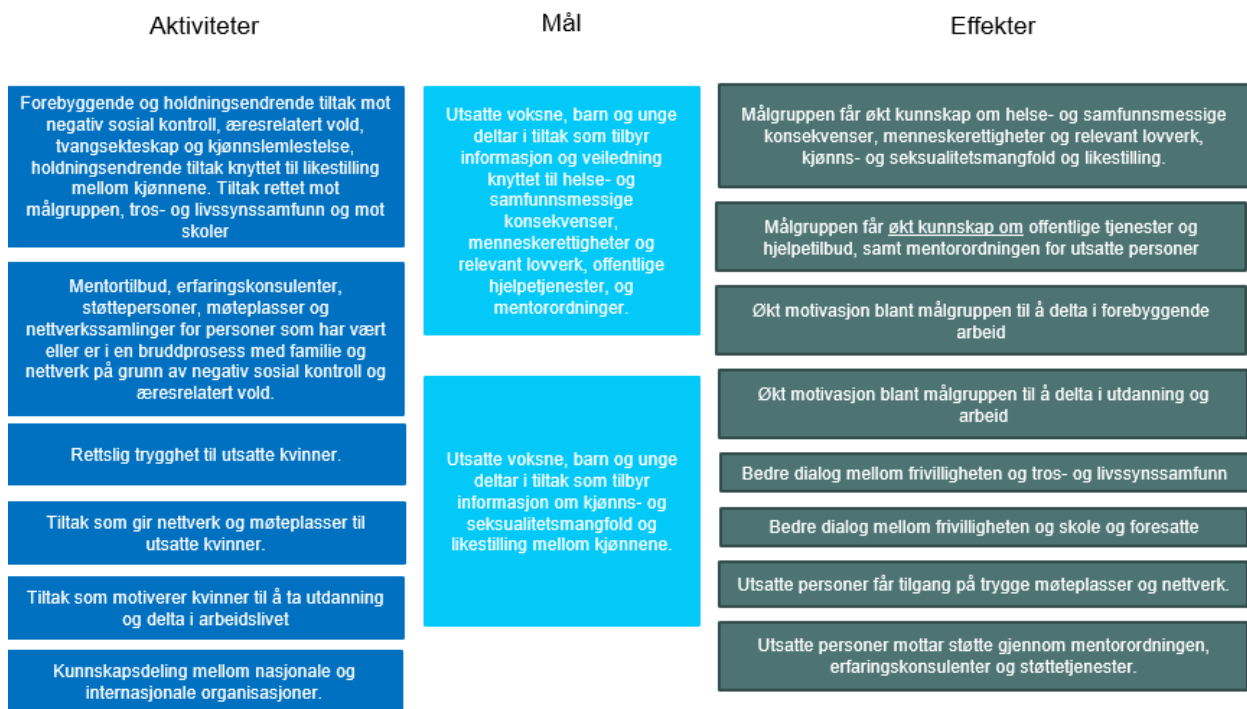 Aktiviteter
Mål
Effekter
Forebyggende og holdningsendrende tiltak mot
negativ sosial kontroll, æresrelatert vold,
tvangsekteskap og kjønnslemlestelse,
holdningsendrende tiltak knyttet til likestilling
mellom kjønnene. Tiltak rettet mot
målgruppen, tros- og livssynssamfunn og mot
skoler
Mentortilbud, erfaringskonsulenter,
støttepersoner, møteplasser og
nettverkssamlinger for personer som har vært
eller er i en bruddprosess med familie og
nettverk på grunn av negativ sosial kontroll og
æresrelatert vold.
Rettslig trygghet til utsatte kvinner.
Tiltak som gir nettverk og møteplasser til
utsatte kvinner.
Tiltak som motiverer kvinner til å ta utdanning
og delta i arbeidslivet
Kunnskapsdeling mellom nasjonale og
internasjonale organisasjoner.
Utsatte voksne, barn og unge
deltar i tiltak som tilbyr
informasjon og veiledning
knyttet til helse- og
samfunnsmessige
konsekvenser,
menneskerettigheter og
relevant lovverk, offentlige
hjelpetjenester, og
mentorordninger.
Utsatte voksne, barn og unge
deltar i tiltak som tilbyr
informasjon om kjønns- og
seksualitetsmangfold og
likestilling mellom kjønnene.
Målgruppen får økt kunnskap om helse- og samfunnsmessige
konsekvenser, menneskerettigheter og relevant lovverk,
kjønns- og seksualitetsmangfold og likestilling.
Målgruppen får økt kunnskap om offentlige tjenester og
hjelpetilbud, samt mentorordningen for utsatte personer
Økt motivasjon blant målgruppen til å delta i forebyggende
arbeid
Økt motivasjon blant målgruppen til å delta i utdanning og
arbeid
Bedre dialog mellom frivilligheten og tros- og livssynssamfunn
Bedre dialog mellom frivilligheten og skole og foresatte
Utsatte personer får tilgang på trygge møteplasser og nettverk.
Utsatte personer mottar støtte gjennom mentorordningen,
erfaringskonsulenter og støttetjenester.